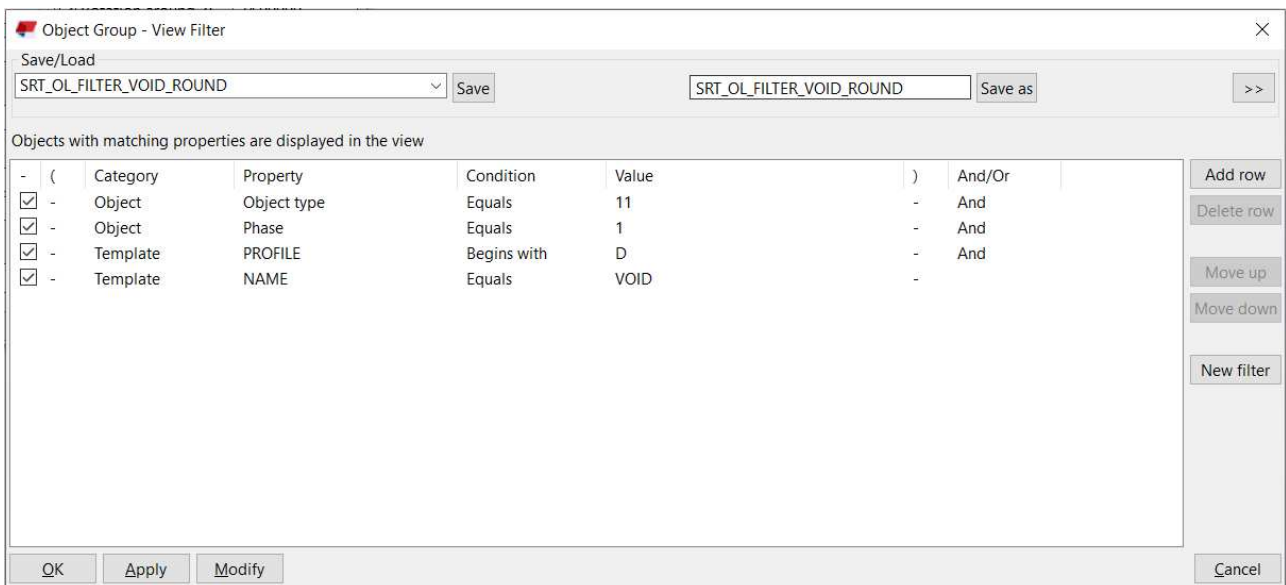 Object Group - View Filter
Save/Load
SRT_OL_FILTER_VOID_ROUND Save SRT_OL_FILTER_VOID_ROUND Save as >>
Objects with matching properties are displayed in the view
- ( Category Property Condition Value ) And/Or Add row
- Object Object type Equals 11 - And
Delete row
- Object Phase Equals 1 - And
- Template PROFILE Begins with D - And
Move up
- Template NAME Equals VOID -
Move down
New filter
OK Apply Modify Cancel